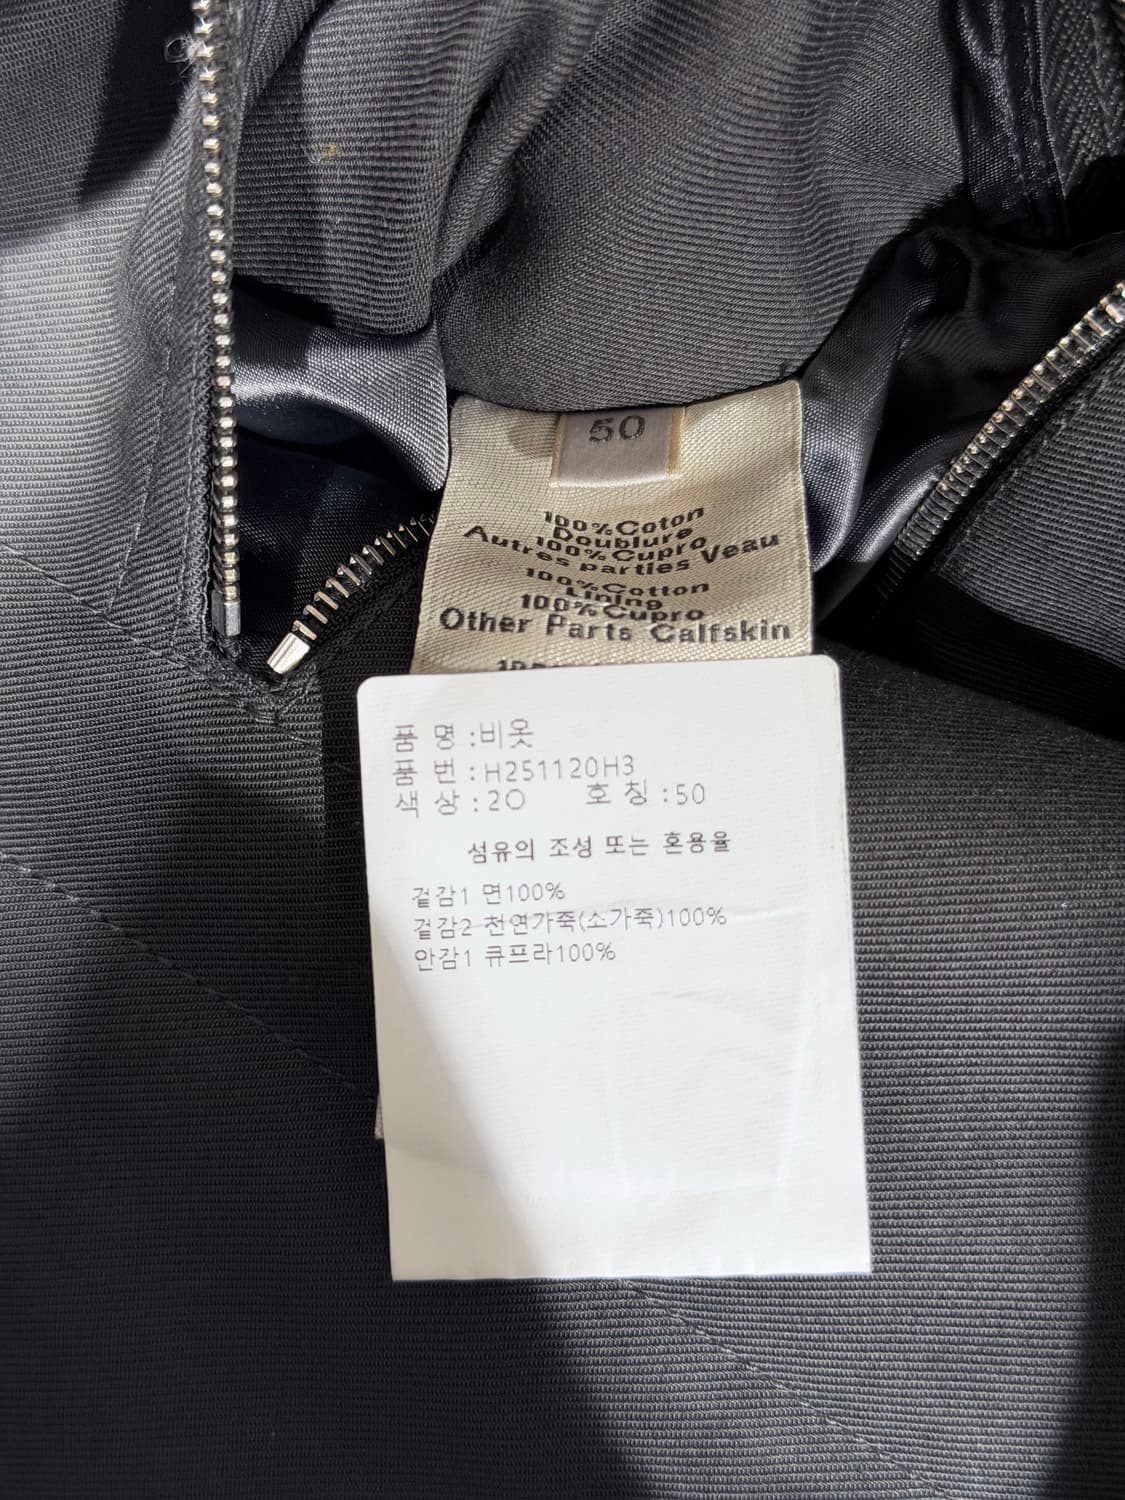 50
100%Coton
Doublure
100%Cupro
Autres parties Veau
100%Cotton
Lining
100%Cupro
Other Parts Calfskin
품 명 :비옷
품 번 : H251120H3
색 상 :20 호 칭 :50
섬유의 조성 또는 혼용율
겉감1 면100%
겉감2 천연가죽(소가죽)100%
안감1 큐프라100%